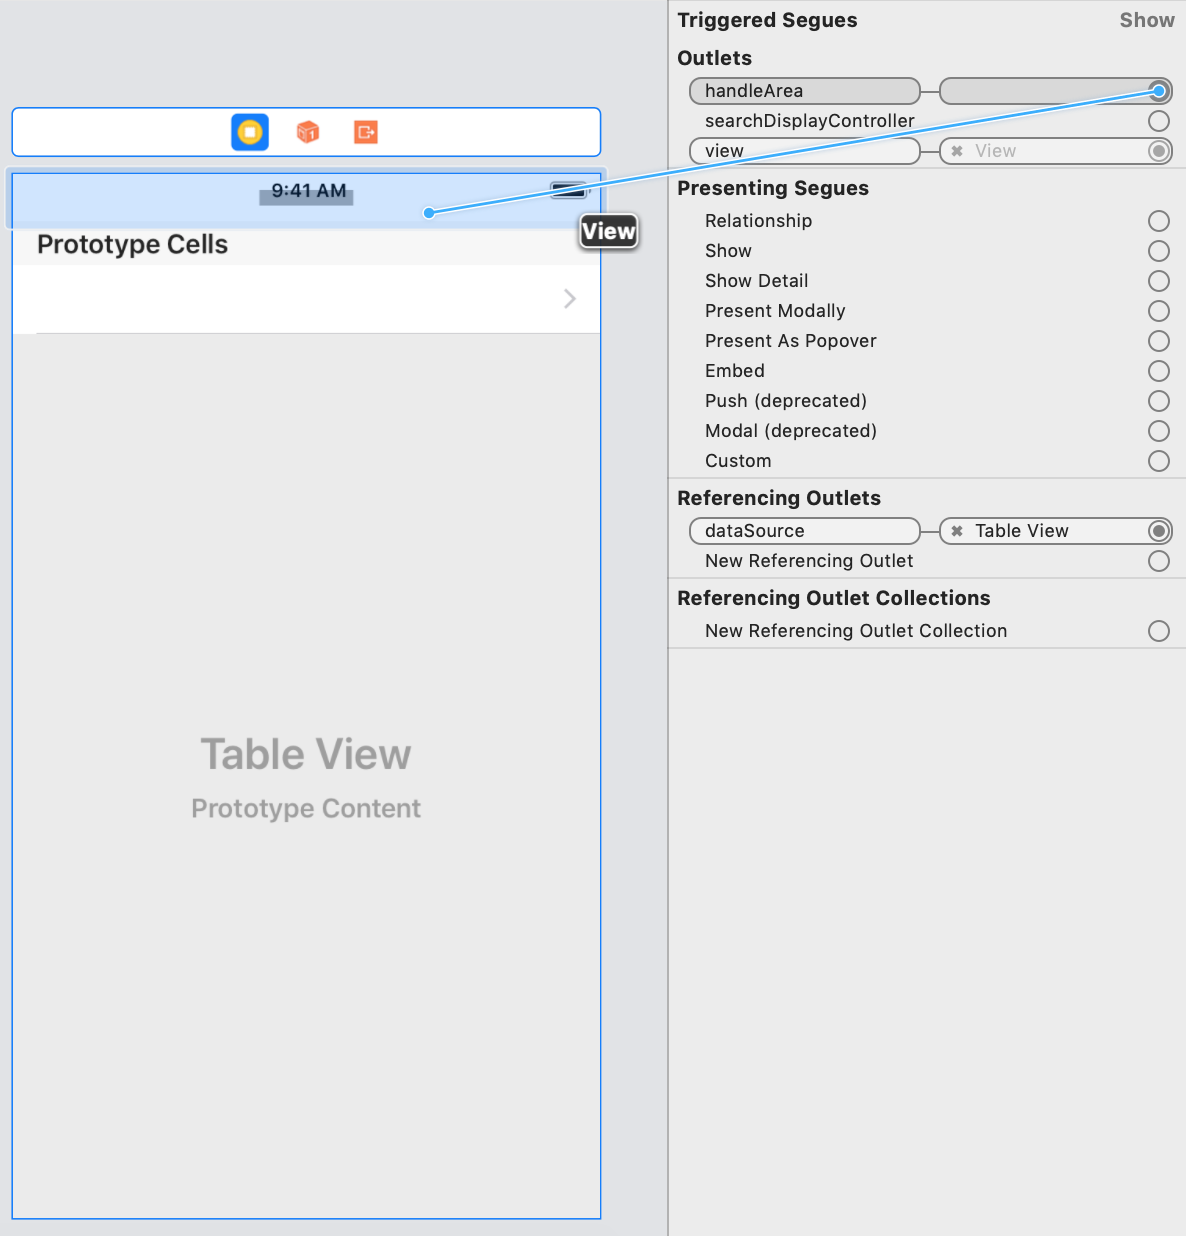 Triggered Segues Show
Outlets
handleArea
searchDisplayController
view ✖ View
Presenting Segues
Relationship
Show
Show Detail
Present Modally
Present As Popover
Embed
Push (deprecated)
Modal (deprecated)
Custom
Referencing Outlets
dataSource ✖ Table View
New Referencing Outlet
Referencing Outlet Collections
New Referencing Outlet Collection
1
9:41 AM
View
Prototype Cells
Table View
Prototype Content